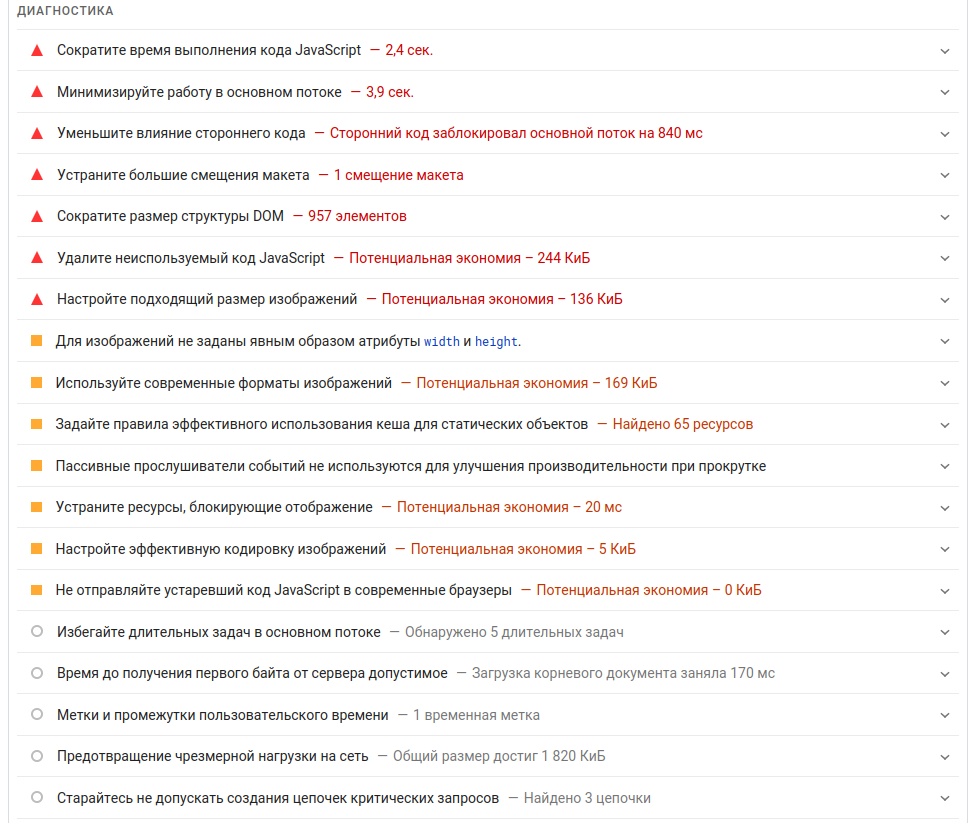 ДИАГНОСТИКА
Сократите время выполнения кода JavaScript — 2,4 сек.
Минимизируйте работу в основном потоке — 3,9 сек.
Уменьшите влияние стороннего кода — Сторонний код заблокировал основной поток на 840 мс
Устраните большие смещения макета — 1 смещение макета
Сократите размер структуры DOM — 957 элементов
Удалите неиспользуемый код JavaScript — Потенциальная экономия – 244 КиБ
Настройте подходящий размер изображений — Потенциальная экономия – 136 КиБ
Для изображений не заданы явным образом атрибуты width и height.
Используйте современные форматы изображений — Потенциальная экономия – 169 КиБ
Задайте правила эффективного использования кеша для статических объектов — Найдено 65 ресурсов
Пассивные прослушиватели событий не используются для улучшения производительности при прокрутке
Устраните ресурсы, блокирующие отображение — Потенциальная экономия – 20 мс
Настройте эффективную кодировку изображений — Потенциальная экономия – 5 КиБ
Не отправляйте устаревший код JavaScript в современные браузеры — Потенциальная экономия – 0 КиБ
Избегайте длительных задач в основном потоке — Обнаружено 5 длительных задач
Время до получения первого байта от сервера допустимое — Загрузка корневого документа заняла 170 мс
Метки и промежутки пользовательского времени — 1 временная метка
Предотвращение чрезмерной нагрузки на сеть — Общий размер достиг 1 820 КиБ
Старайтесь не допускать создания цепочек критических запросов — Найдено 3 цепочки